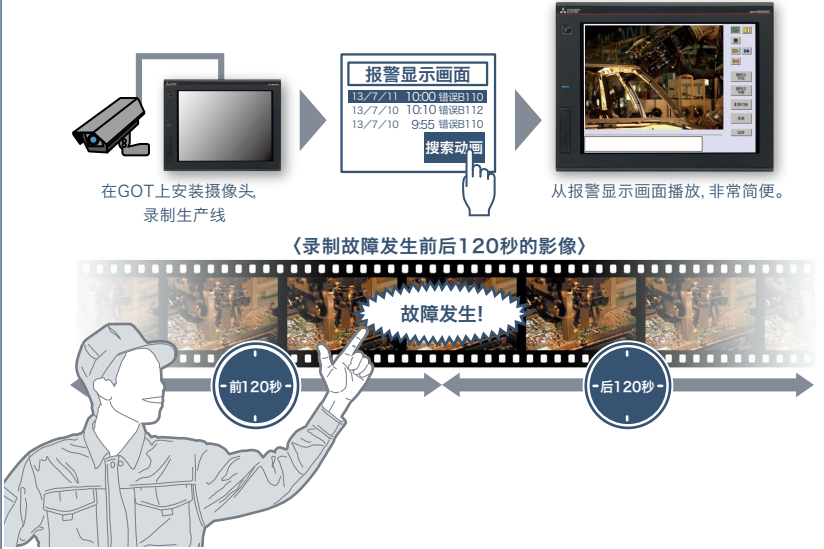 报警显示画面
13/7/11 10:00 错误B110
13/7/10 10:10 错误B112
13/7/10 9:55 错误B110
搜索动画
在GOT上安装摄像头,
录制生产线
从报警显示画面播放, 非常简便。
〈录制故障发生前后120秒的影像〉
故障发生!
前120秒
后120秒